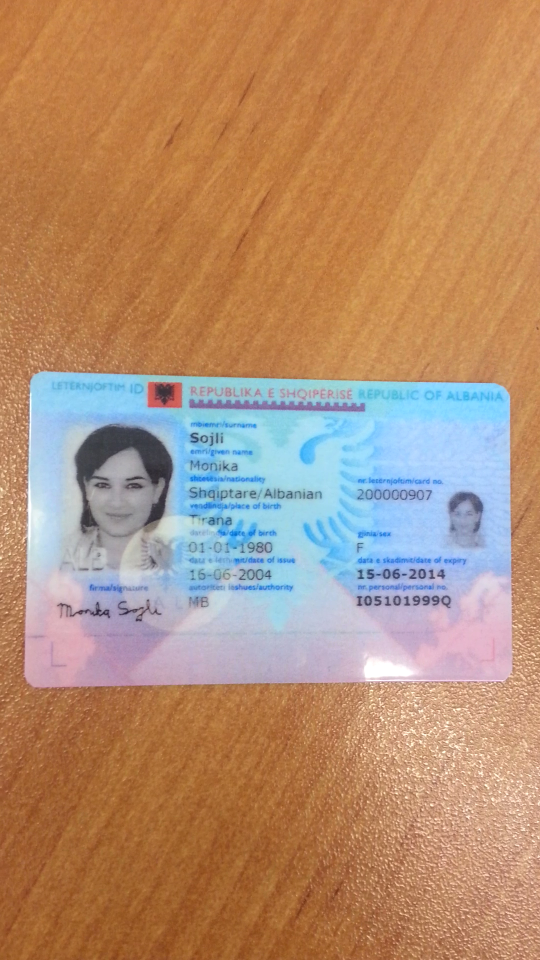 LETËRNJOFTIM ID REPUBLIKA E SHQIPËRISË REPUBLIC OF ALBANIA
mbiemri/surname
Sojli
emri/given name
Monika
shtetësia/nationality
Shqiptare/Albanian
nr.letërnjoftim/card no.
200000907
vendlindja/place of birth
Tirana
datëlindja/date of birth
01-01-1980
gjinia/sex
F
data e lëshimit/date of issue
16-06-2004
data e skadimit/date of expiry
15-06-2014
autoriteti lëshues/authority
MB
nr.personal/personal no.
I05101999Q
ALB
firma/signature
Monika Sojli